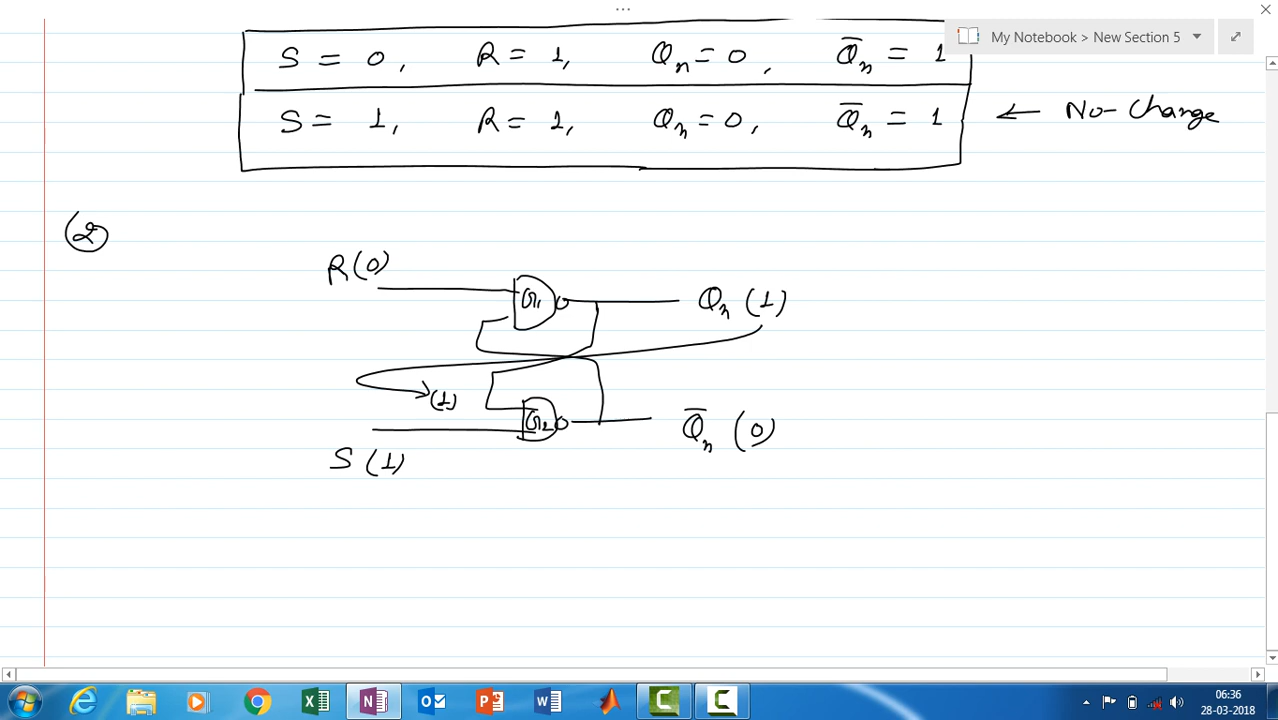 ...
My Notebook > New Section 5
S = 0, R = 1, Qn = 0, Q̅n = 1
S = 1, R = 1, Qn = 0, Q̅n = 1 ← No-Change
(2)
R(0)
G1
Qn (1)
(1)
G2
Q̅n (0)
S (1)
06:36
28-03-2018